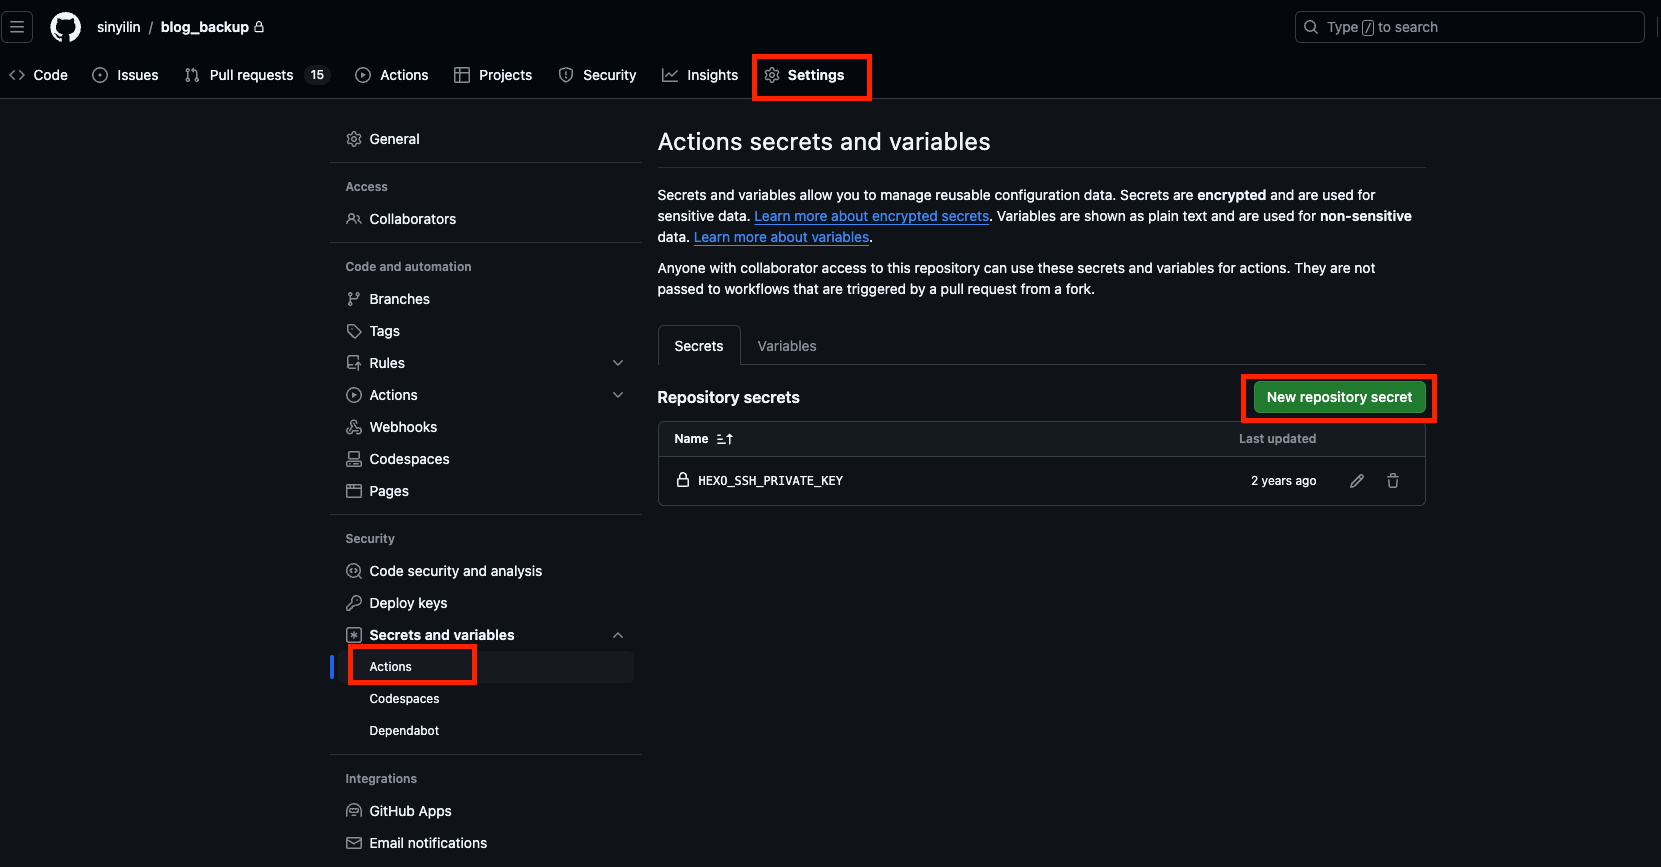 sinyilin / blog_backup
Type / to search
Code
Issues
Pull requests 15
Actions
Projects
Security
Insights
Settings
General
Access
Collaborators
Code and automation
Branches
Tags
Rules
Actions
Webhooks
Codespaces
Pages
Security
Code security and analysis
Deploy keys
Secrets and variables
Actions
Codespaces
Dependabot
Integrations
GitHub Apps
Email notifications
Actions secrets and variables
Secrets and variables allow you to manage reusable configuration data. Secrets are encrypted and are used for
sensitive data. Learn more about encrypted secrets. Variables are shown as plain text and are used for non-sensitive
data. Learn more about variables.
Anyone with collaborator access to this repository can use these secrets and variables for actions. They are not
passed to workflows that are triggered by a pull request from a fork.
Secrets
Variables
Repository secrets
New repository secret
Name
Last updated
HEXO_SSH_PRIVATE_KEY
2 years ago